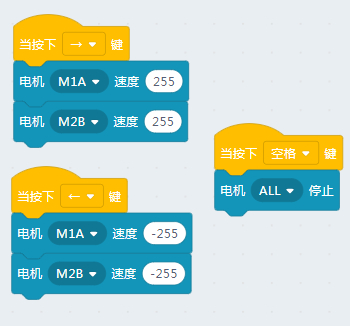 当按下 → 键
电机 M1A 速度 255
电机 M2B 速度 255
当按下 ← 键
电机 M1A 速度 -255
电机 M2B 速度 -255
当按下 空格 键
电机 ALL 停止